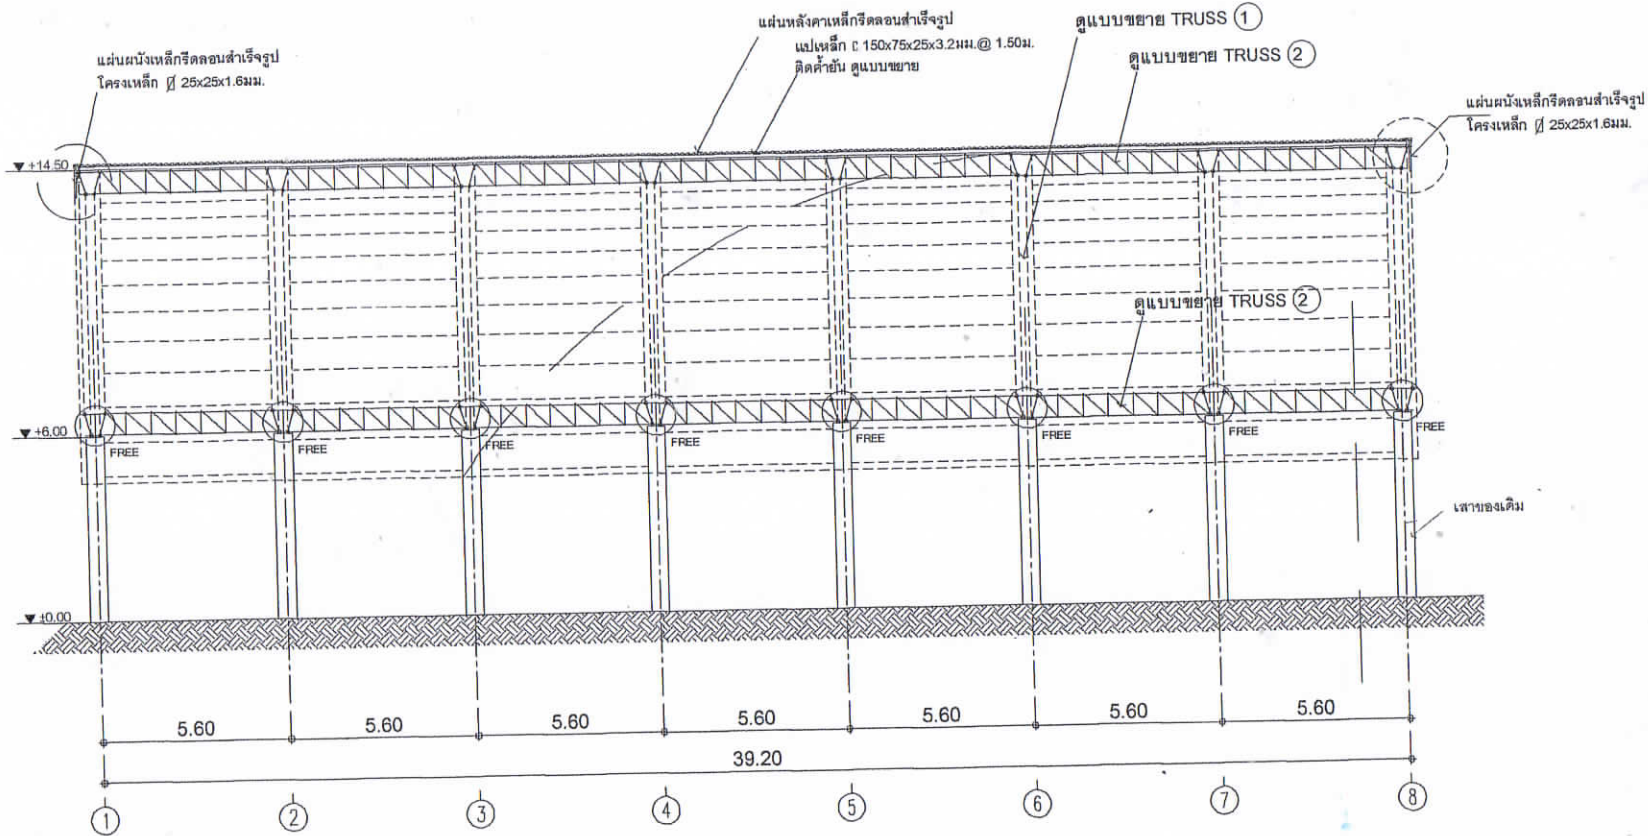 แผ่นหลังคาเหล็กรีดลอนสำเร็จรูป
แปเหล็ก ⊏ 150x75x25x3.2มม.@ 1.50ม.
ติดค้ำยัน ดูแบบขยาย
ดูแบบขยาย TRUSS 1
ดูแบบขยาย TRUSS 2
แผ่นผนังเหล็กรีดลอนสำเร็จรูป
โครงเหล็ก 25x25x1.6มม.
แผ่นผนังเหล็กรีดลอนสำเร็จรูป
โครงเหล็ก 25x25x1.6มม.
+14.50
ดูแบบขยาย TRUSS 2
+6.00
FREE FREE FREE FREE FREE FREE FREE FREE
เสาของเดิม
±0.00
5.60 5.60 5.60 5.60 5.60 5.60 5.60
39.20
1 2 3 4 5 6 7 8